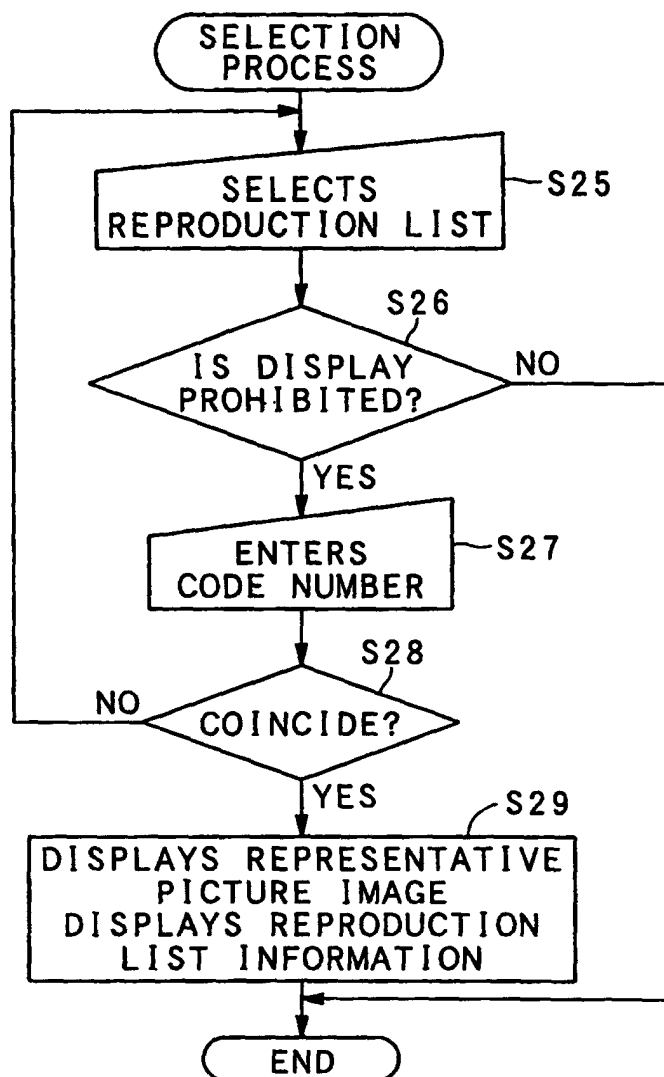 SELECTION
PROCESS
SELECTS
REPRODUCTION LIST
S25
S26
IS DISPLAY
PROHIBITED?
NO
YES
ENTERS
CODE NUMBER
S27
S28
NO
COINCIDE?
YES
S29
DISPLAYS REPRESENTATIVE
PICTURE IMAGE
DISPLAYS REPRODUCTION
LIST INFORMATION
END